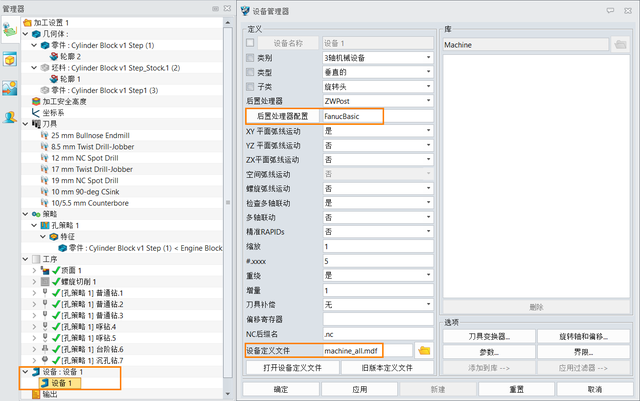 管理器
加工设置 1
几何体 :
零件 : Cylinder Block v1 Step (1)
轮廓 2
坯料 : Cylinder Block v1 Step_Stock.1 (2)
轮廓 1
零件 : Cylinder Block v1 Step1 (3)
加工安全高度
坐标系
刀具
25 mm Bullnose Endmill
8.5 mm Twist Drill-Jobber
12 mm NC Spot Drill
17 mm Twist Drill-Jobber
19 mm NC Spot Drill
10 mm 90-deg CSink
10/5.5 mm Counterbore
策略
孔策略 1
特征
零件 : Cylinder Block v1 Step (1) < Engine Block
工序
顶面 1
螺旋切削 1
[孔策略 1] 普通钻.1
[孔策略 1] 普通钻.2
[孔策略 1] 普通钻.3
[孔策略 1] 啄钻.4
[孔策略 1] 啄钻.5
[孔策略 1] 台阶钻.6
[孔策略 1] 沉孔钻.7
设备 : 设备 1
设备 1
输出
设备管理器
定义
设备名称 设备 1
类别 3轴机械设备
类型 垂直的
子类 旋转头
后置处理器 ZWPost
后置处理器配置 FanucBasic
XY 平面弧线运动 是
YZ 平面弧线运动 否
ZX平面弧线运动 否
空间弧线运动 否
螺旋弧线运动 否
检查多轴联动 是
多轴联动 否
精准RAPIDs 否
缩放 1
#.xxxx 5
重绕 是
增量 1
刀具补偿 无
偏移寄存器
NC后缀名 .nc
设备定义文件 machine_all.mdf
打开设备定义文件 旧版本定义文件
库
Machine
删除
选项
刀具变换器... 旋转轴和偏移...
参数... 界限...
添加到库 --> 应用过滤器 -->
确定 应用 新建 重置 取消